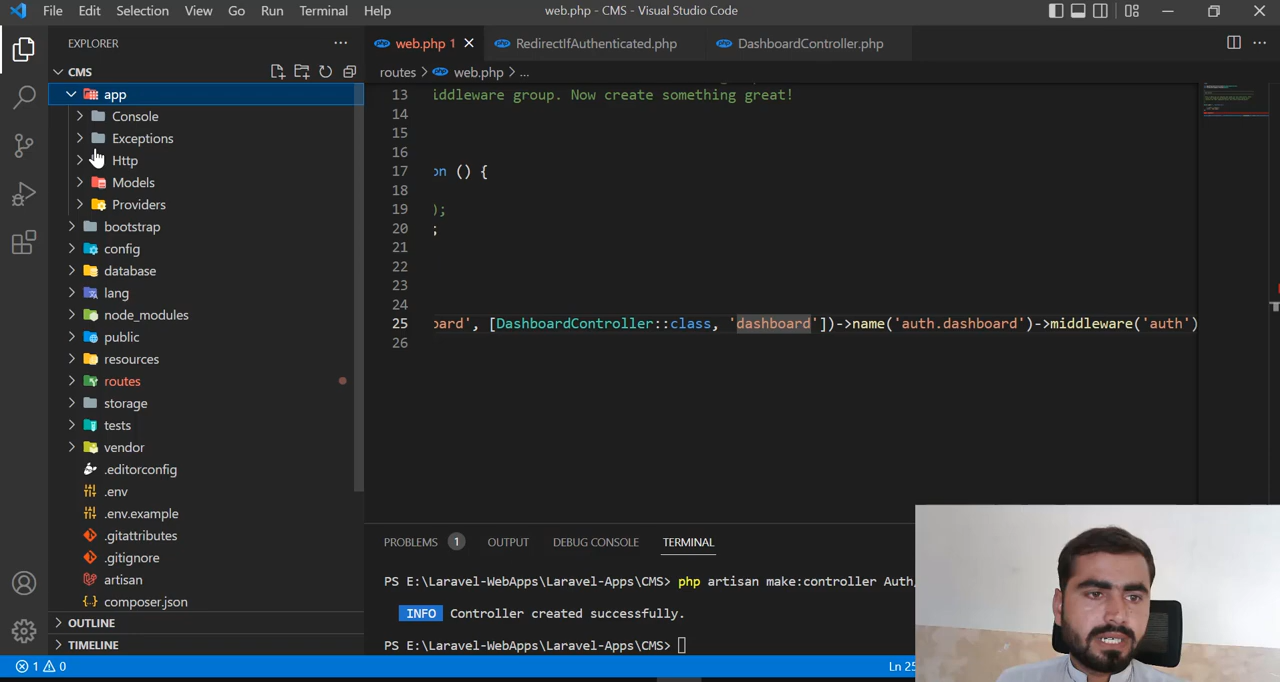 File Edit Selection View Go Run Terminal Help web.php - CMS - Visual Studio Code
EXPLORER
web.php 1
RedirectIfAuthenticated.php
DashboardController.php
CMS
routes > web.php > ...
app
Console
Exceptions
Http
Models
Providers
bootstrap
config
database
lang
node_modules
public
resources
routes
storage
tests
vendor
.editorconfig
.env
.env.example
.gitattributes
.gitignore
artisan
composer.json
OUTLINE
TIMELINE
13 iddleware group. Now create something great!
14
15
16
17 on () {
18
19 );
20 ;
21
22
23
24
25 oard', [DashboardController::class, 'dashboard'])->name('auth.dashboard')->middleware('auth')
26
PROBLEMS 1 OUTPUT DEBUG CONSOLE TERMINAL
PS E:\Laravel-WebApps\Laravel-Apps\CMS> php artisan make:controller Auth
INFO Controller created successfully.
PS E:\Laravel-WebApps\Laravel-Apps\CMS>
1 0
Ln 25